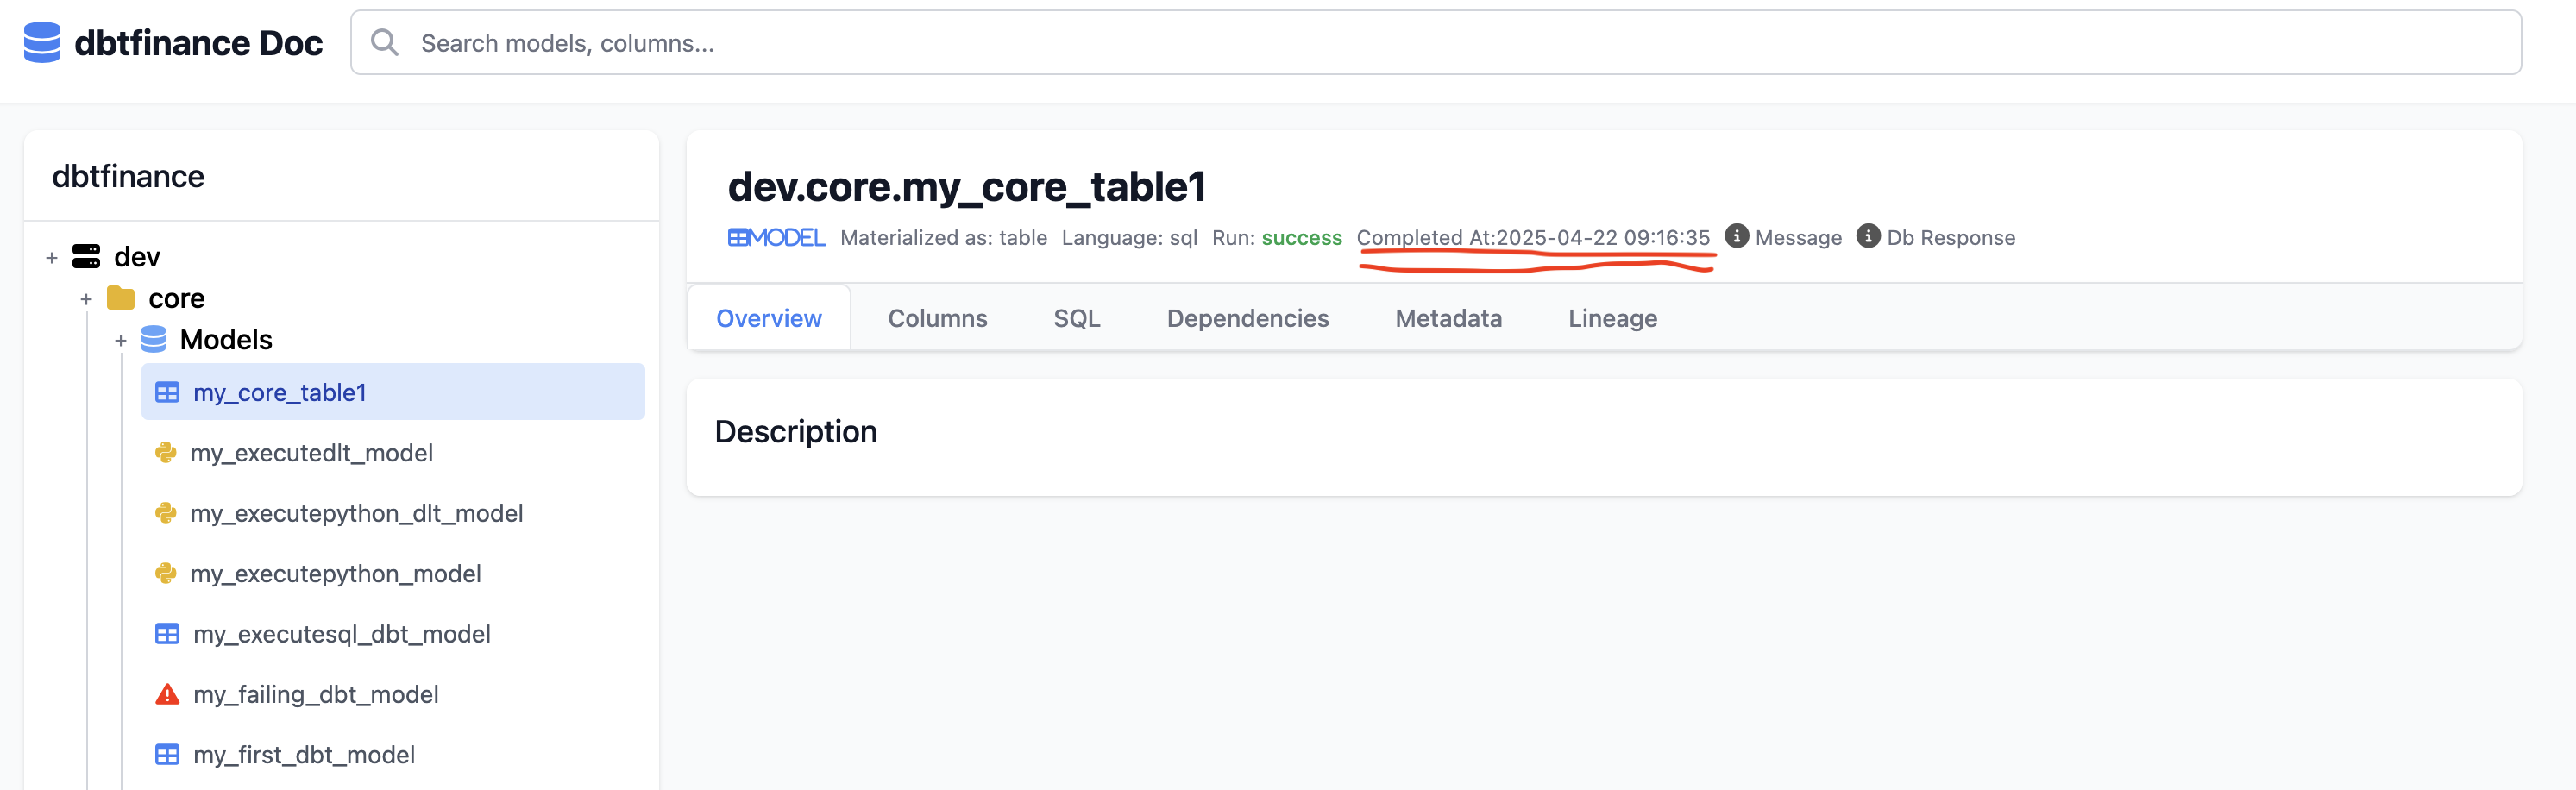 dbtfinance Doc
Search models, columns...
dbtfinance
dev
core
Models
my_core_table1
my_executedlt_model
my_executepython_dlt_model
my_executepython_model
my_executesql_dbt_model
my_failing_dbt_model
my_first_dbt_model
dev.core.my_core_table1
MODEL Materialized as: table Language: sql Run: success Completed At:2025-04-22 09:16:35 Message Db Response
Overview Columns SQL Dependencies Metadata Lineage
Description